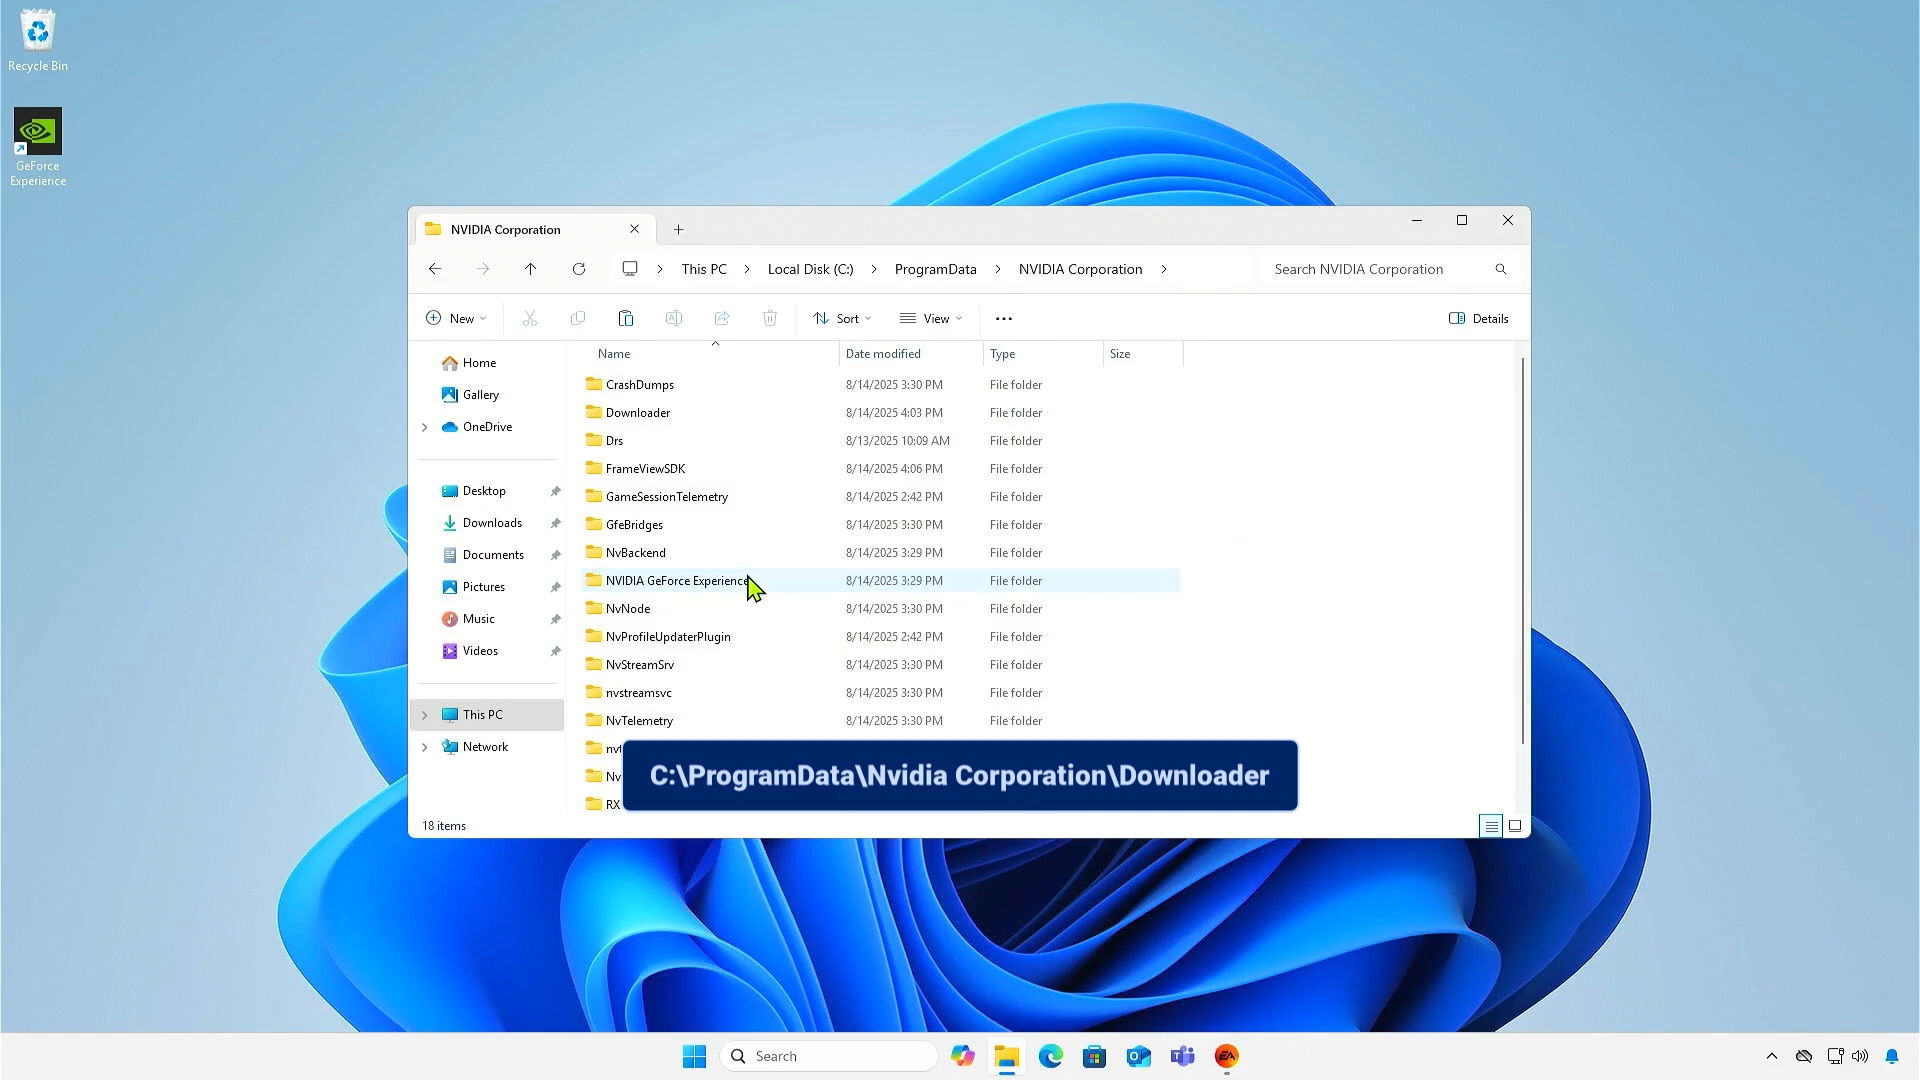 Recycle Bin
GeForce
Experience
NVIDIA Corporation
This PC
Local Disk (C:)
ProgramData
NVIDIA Corporation
Search NVIDIA Corporation
New
Sort
View
Details
Name
Date modified
Type
Size
CrashDumps 8/14/2025 3:30 PM File folder
Downloader 8/14/2025 4:03 PM File folder
Drs 8/13/2025 10:09 AM File folder
FrameViewSDK 8/14/2025 4:06 PM File folder
GameSessionTelemetry 8/14/2025 2:42 PM File folder
GfeBridges 8/14/2025 3:30 PM File folder
NvBackend 8/14/2025 3:29 PM File folder
NVIDIA GeForce Experience 8/14/2025 3:29 PM File folder
NvNode 8/14/2025 3:30 PM File folder
NvProfileUpdaterPlugin 8/14/2025 2:42 PM File folder
NvStreamSrv 8/14/2025 3:30 PM File folder
nvstreamsvc 8/14/2025 3:30 PM File folder
NvTelemetry 8/14/2025 3:30 PM File folder
Home
Gallery
OneDrive
Desktop
Downloads
Documents
Pictures
Music
Videos
This PC
Network
C:\ProgramData\Nvidia Corporation\Downloader
18 items
Search